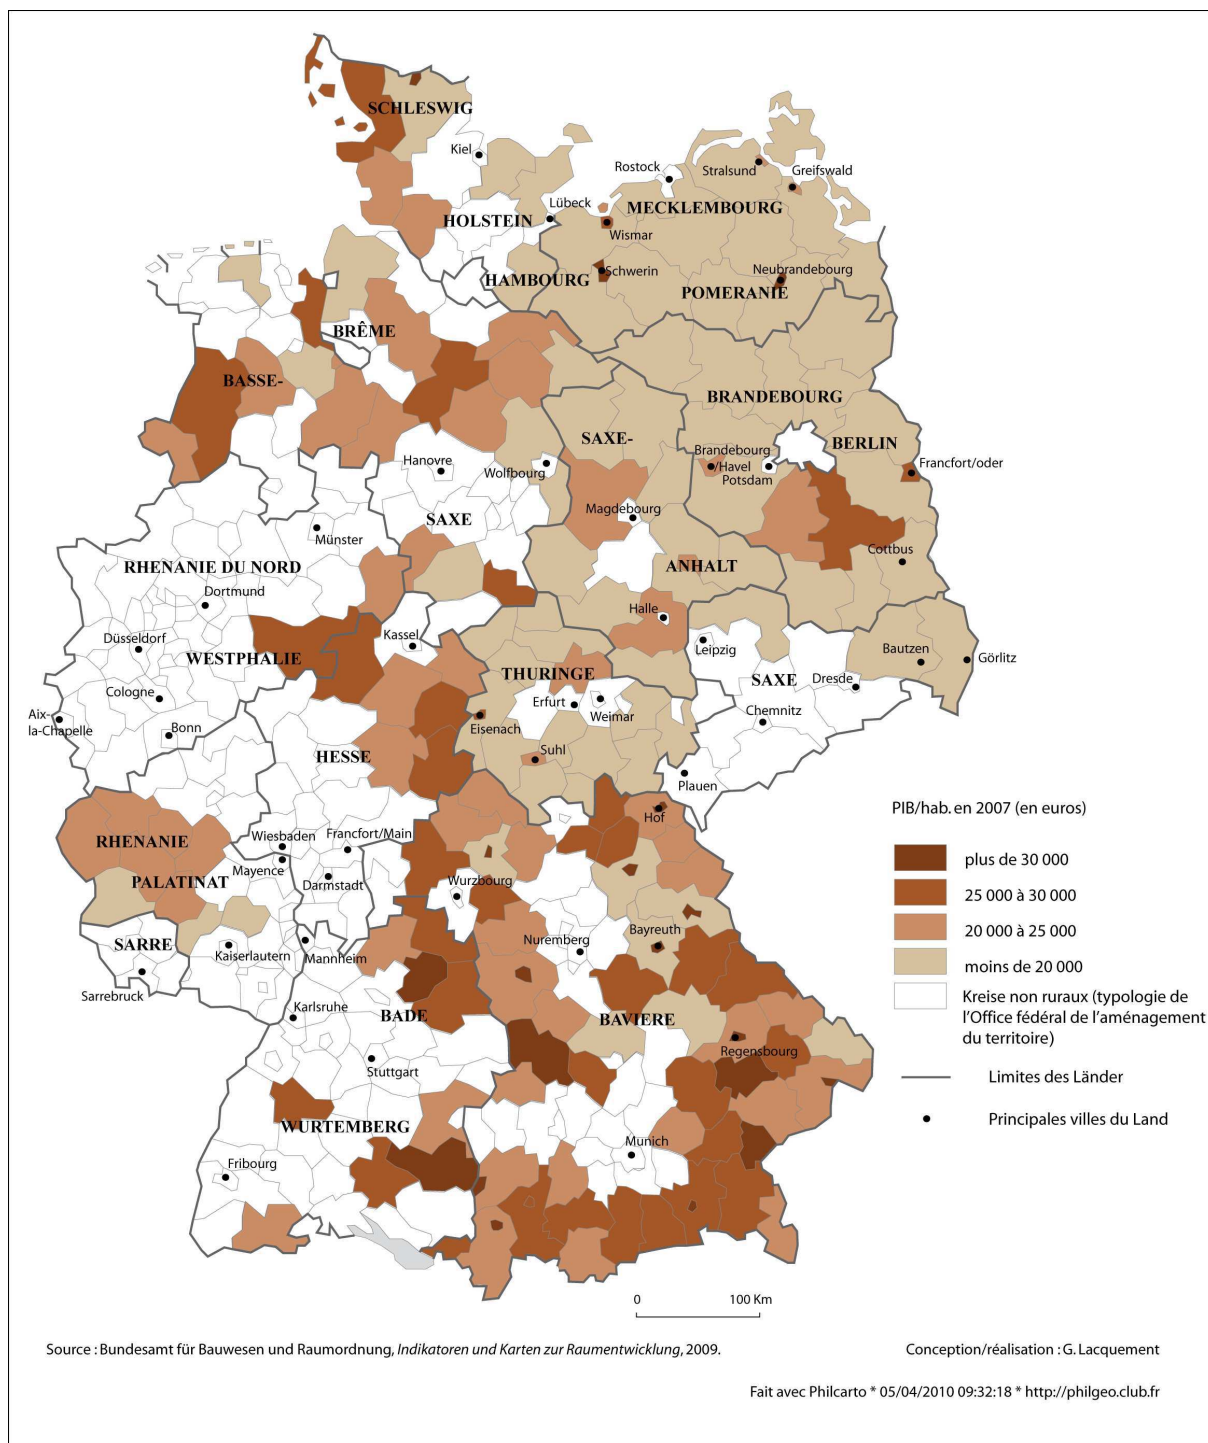 SCHLESWIG
Kiel
Rostock
Stralsund
Greifswald
Lübeck
MECKLEMBOURG
HOLSTEIN
Wismar
HAMBOURG
Schwerin
Neubrandebourg
POMERANIE
BRÊME
BASSE-
BRANDEBOURG
SAXE-
BERLIN
Hanovre
Wolfbourg
Brandebourg
/Havel
Potsdam
Francfort/oder
Magdebourg
SAXE
Münster
Cottbus
RHENANIE DU NORD
ANHALT
Dortmund
Halle
Düsseldorf
Kassel
Leipzig
WESTPHALIE
Bautzen
Görlitz
THURINGE
SAXE
Dresde
Cologne
Erfurt
Weimar
Chemnitz
Aix-
la-Chapelle
Bonn
Eisenach
HESSE
Suhl
Plauen
PIB/hab. en 2007 (en euros)
Hof
RHENANIE
Wiesbaden
Francfort/Main
plus de 30 000
Mayence
PALATINAT
Darmstadt
Wurzbourg
25 000 à 30 000
20 000 à 25 000
SARRE
Kaiserlautern
Mannheim
Nuremberg
Bayreuth
moins de 20 000
Sarrebruck
Karlsruhe
BADE
BAVIERE
Kreise non ruraux (typologie de
l'Office fédéral de l'aménagement
du territoire)
Regensbourg
Stuttgart
Limites des Länder
WURTEMBERG
Principales villes du Land
Munich
Fribourg
0 100 Km
Source : Bundesamt für Bauwesen und Raumordnung, Indikatoren und Karten zur Raumentwicklung, 2009.
Conception/réalisation : G. Lacquement
Fait avec Philcarto * 05/04/2010 09:32:18 * http://philgeo.club.fr